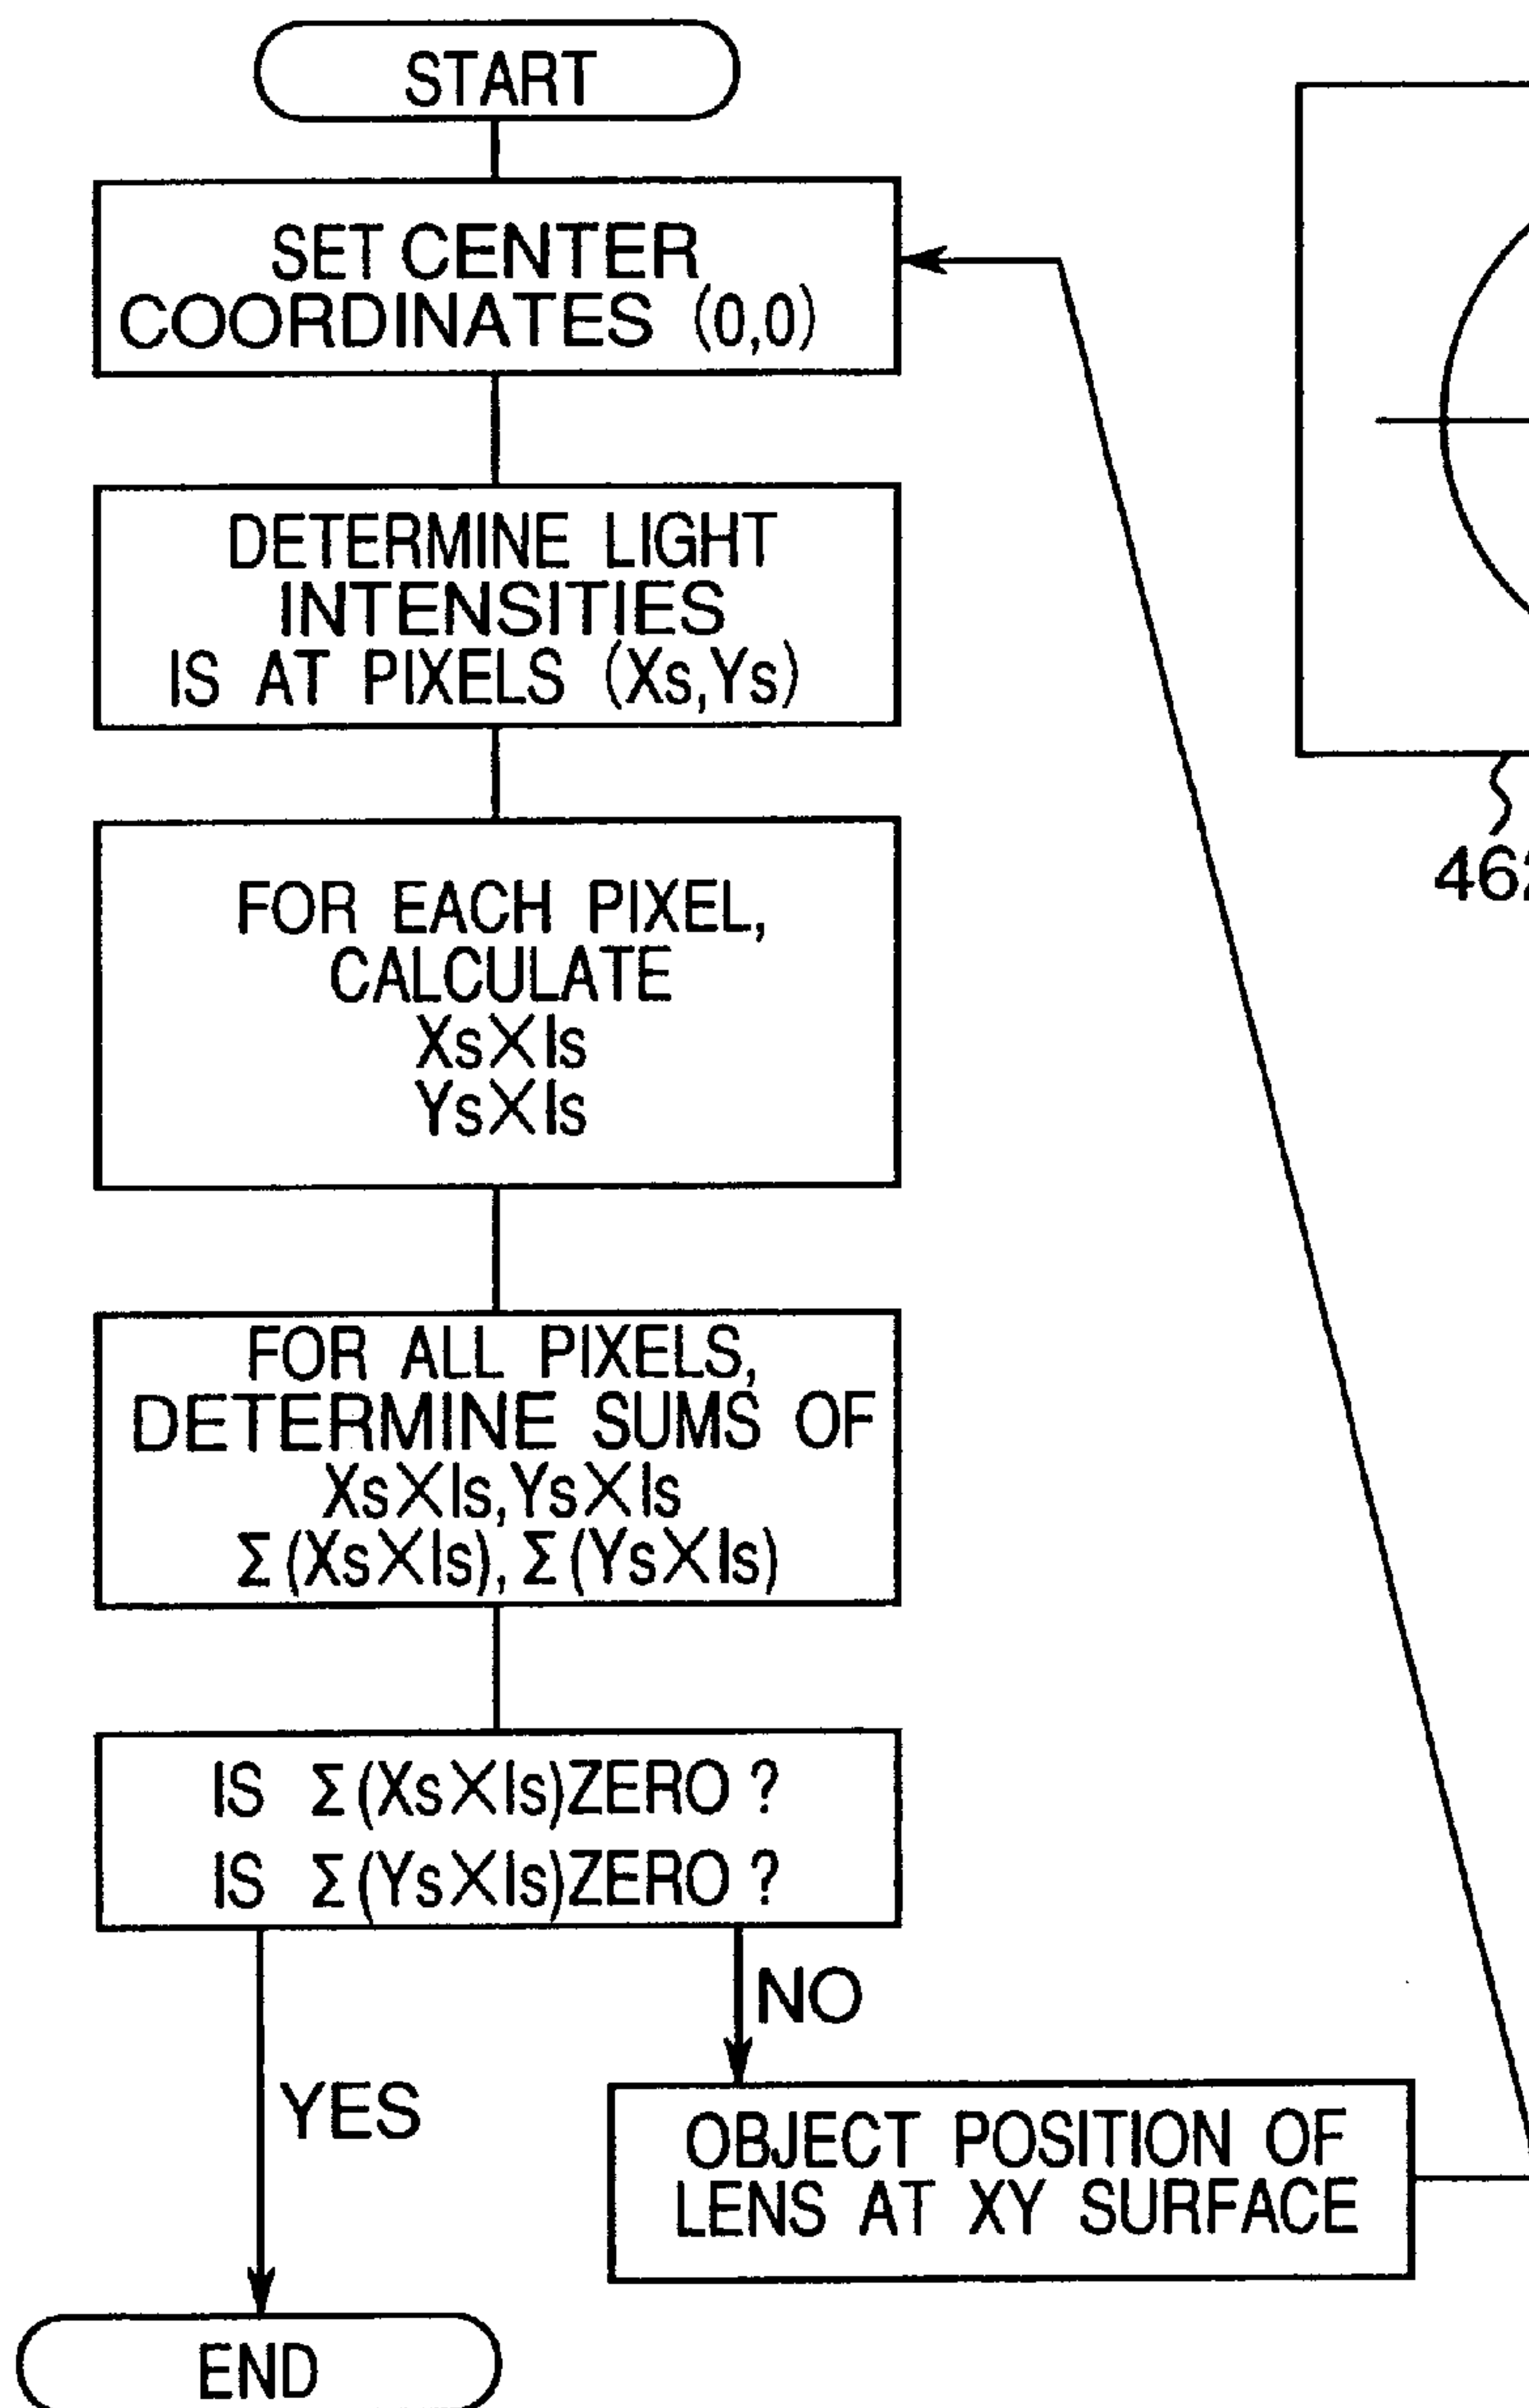 START
SET CENTER
COORDINATES (0,0)
DETERMINE LIGHT
INTENSITIES
IS AT PIXELS (Xs,Ys)
FOR EACH PIXEL,
CALCULATE
Xs×Is
Ys×Is
FOR ALL PIXELS,
DETERMINE SUMS OF
Xs×Is,Ys×Is
Σ(Xs×Is), Σ(Ys×Is)
IS Σ(Xs×Is)ZERO ?
IS Σ(Ys×Is)ZERO ?
NO
YES
OBJECT POSITION OF
LENS AT XY SURFACE
END